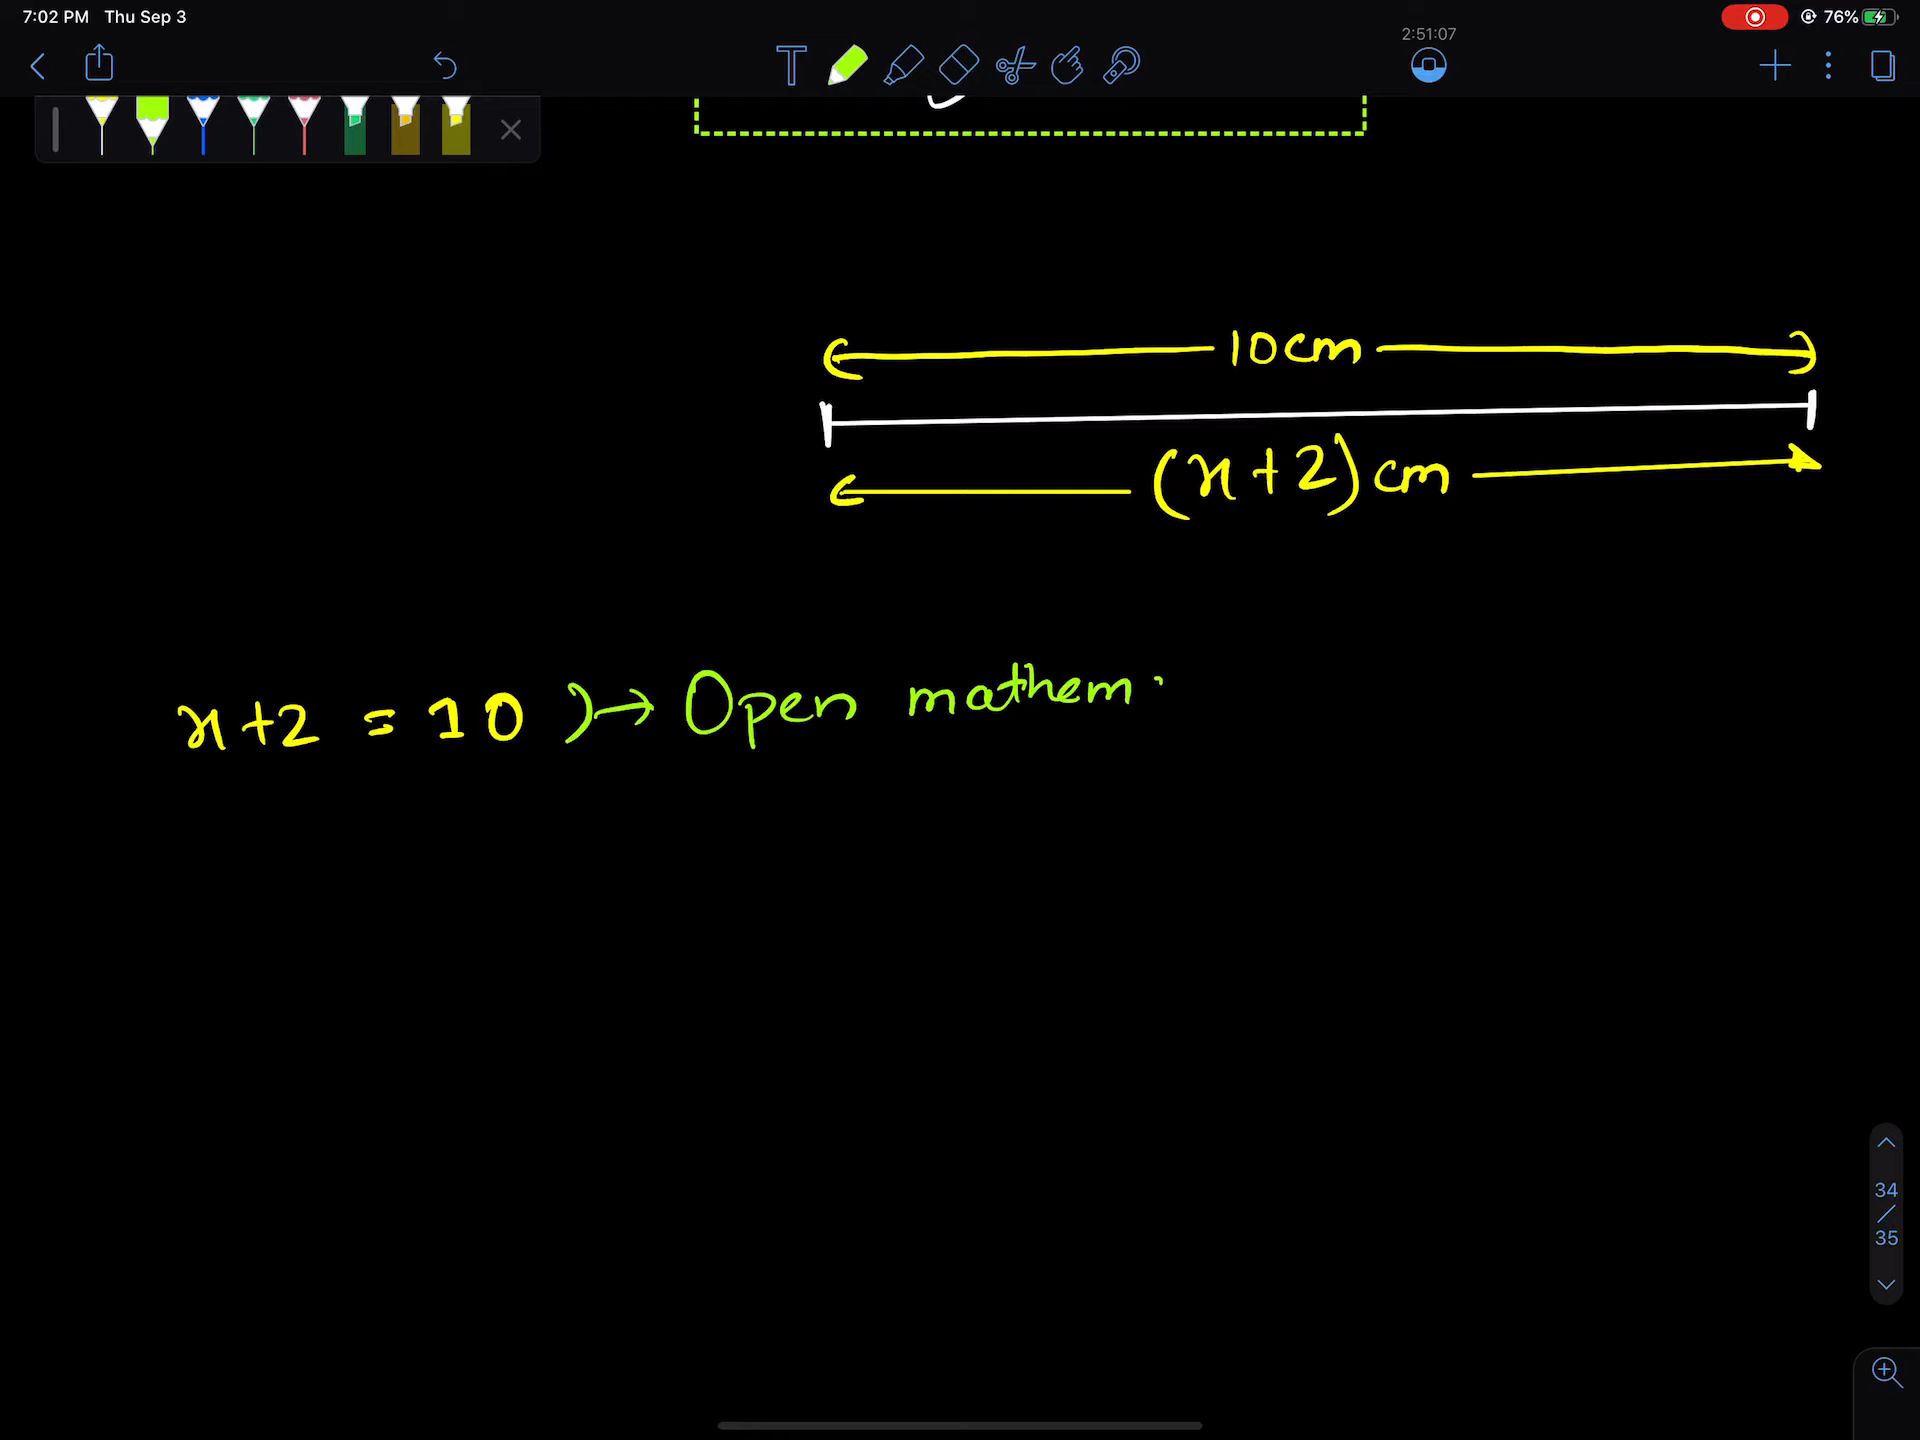 7:02 PM Thu Sep 3
76%
2:51:07
10cm
(x+2) cm
x+2 = 10 → Open mathem
34
/
35